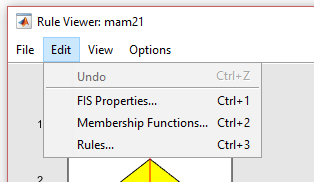 Rule Viewer: mam21
File Edit View Options
Undo Ctrl+Z
FIS Properties... Ctrl+1
1
Membership Functions... Ctrl+2
Rules... Ctrl+3
2